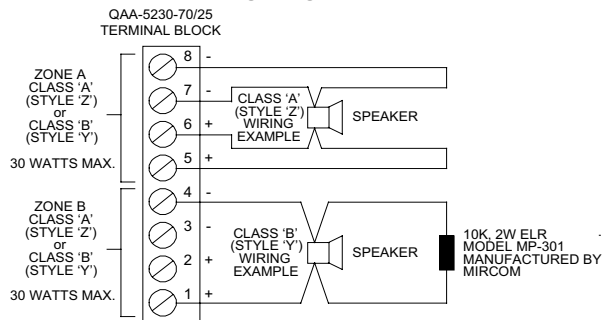 QAA-5230-70/25
TERMINAL BLOCK
8 -
7 -
6 +
5 +
4 -
3 -
2 +
1 +
ZONE A
CLASS 'A'
(STYLE 'Z')
or
CLASS 'B'
(STYLE 'Y')
30 WATTS MAX.
CLASS 'A'
(STYLE 'Z')
WIRING
EXAMPLE
SPEAKER
ZONE B
CLASS 'A'
(STYLE 'Z')
or
CLASS 'B'
(STYLE 'Y')
30 WATTS MAX.
CLASS 'B'
(STYLE 'Y')
WIRING
EXAMPLE
SPEAKER
10K, 2W ELR
MODEL MP-301
MANUFACTURED BY
MIRCOM